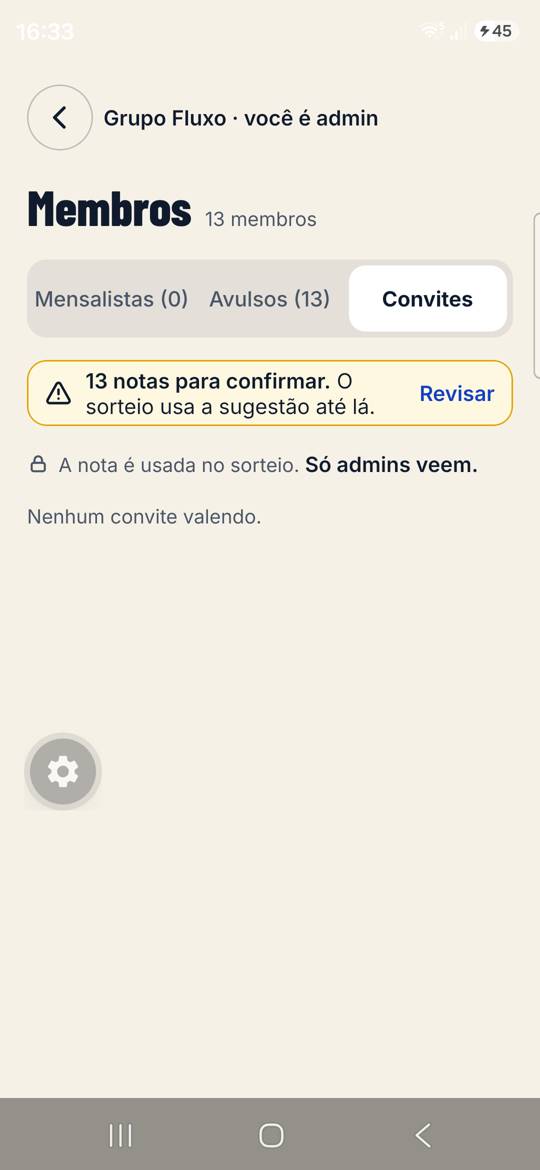 16:33
45
Grupo Fluxo · você é admin
Membros 13 membros
Mensalistas (0) Avulsos (13) Convites
13 notas para confirmar. O
sorteio usa a sugestão até lá.
Revisar
A nota é usada no sorteio. Só admins veem.
Nenhum convite valendo.